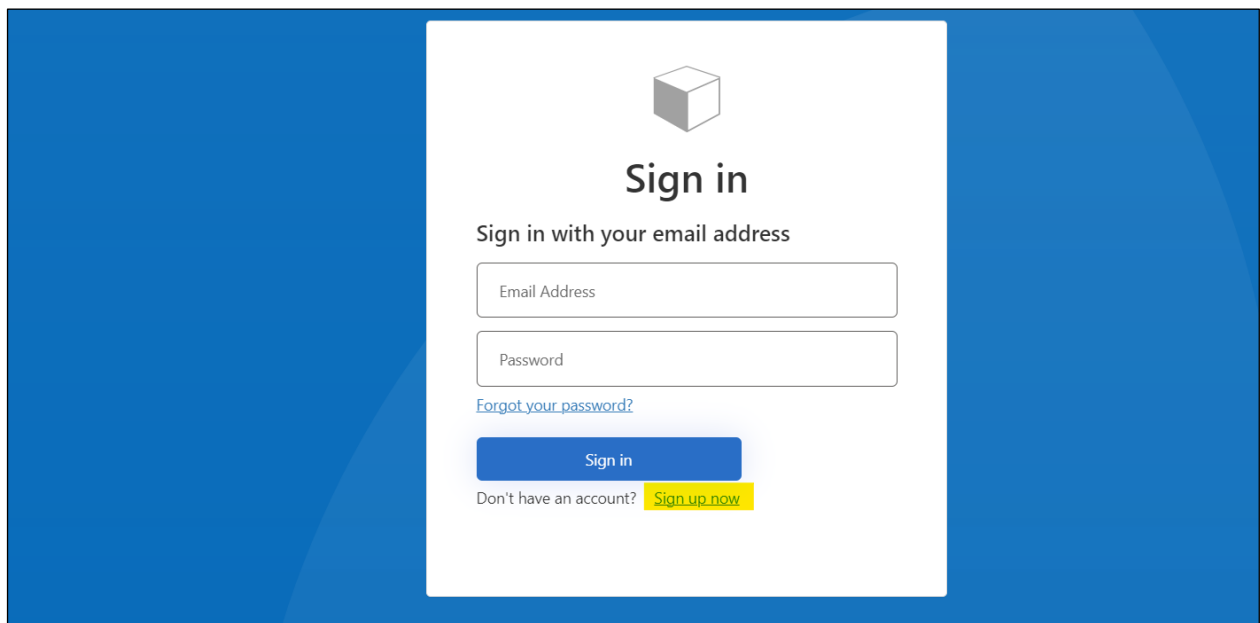 Sign in
Sign in with your email address
Email Address
Password
Forgot your password?
Sign in
Don't have an account? Sign up now